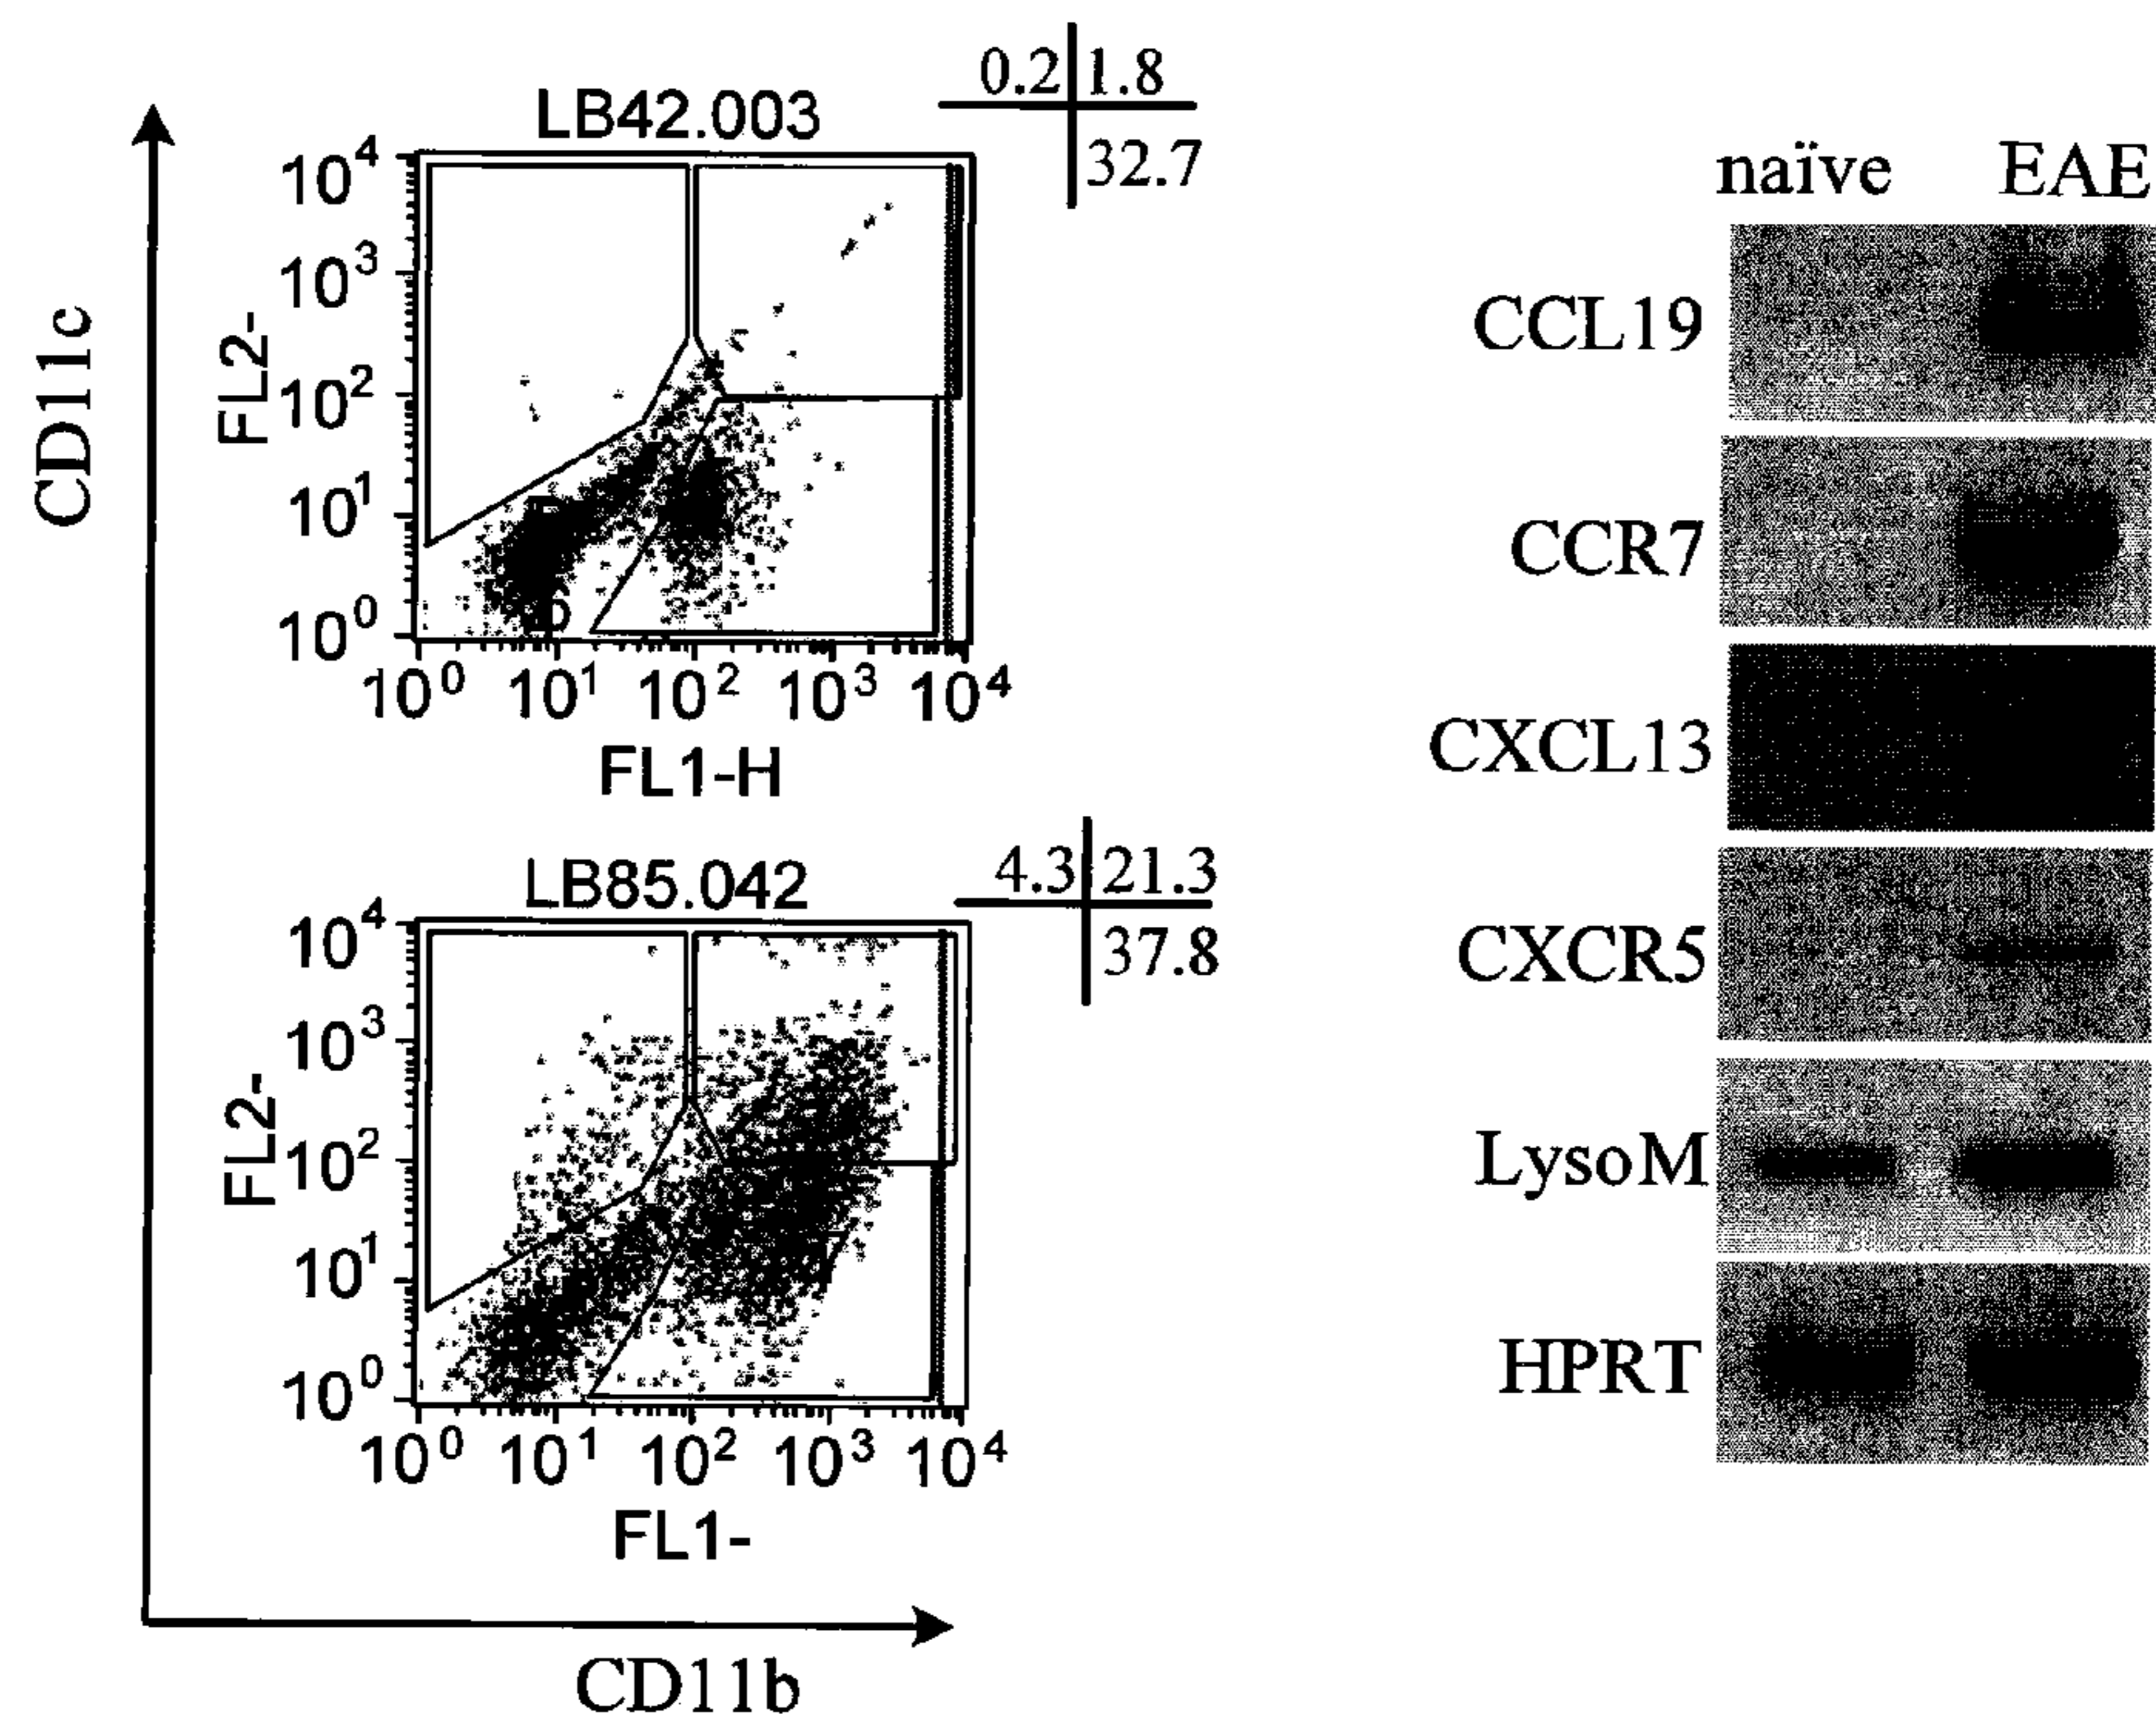 0.2 1.8
32.7
LB42.003
10^4
10^3
10^2
10^1
10^0
FL2-
10^0 10^1 10^2 10^3 10^4
FL1-H
4.3 21.3
37.8
LB85.042
10^4
10^3
10^2
10^1
10^0
FL2-
10^0 10^1 10^2 10^3 10^4
FL1-
CD11c
CD11b
naïve EAE
CCL19
CCR7
CXCL13
CXCR5
LysoM
HPRT